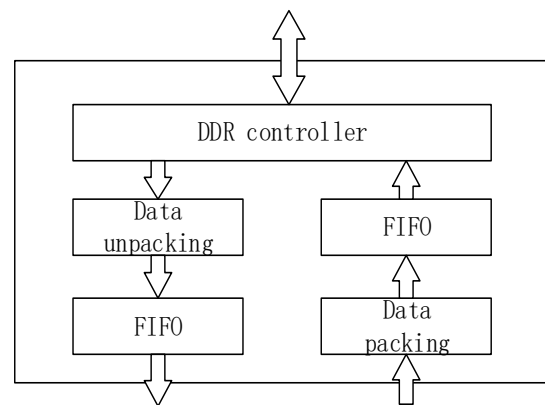 DDR controller
Data
unpacking
FIFO
FIFO
Data
packing